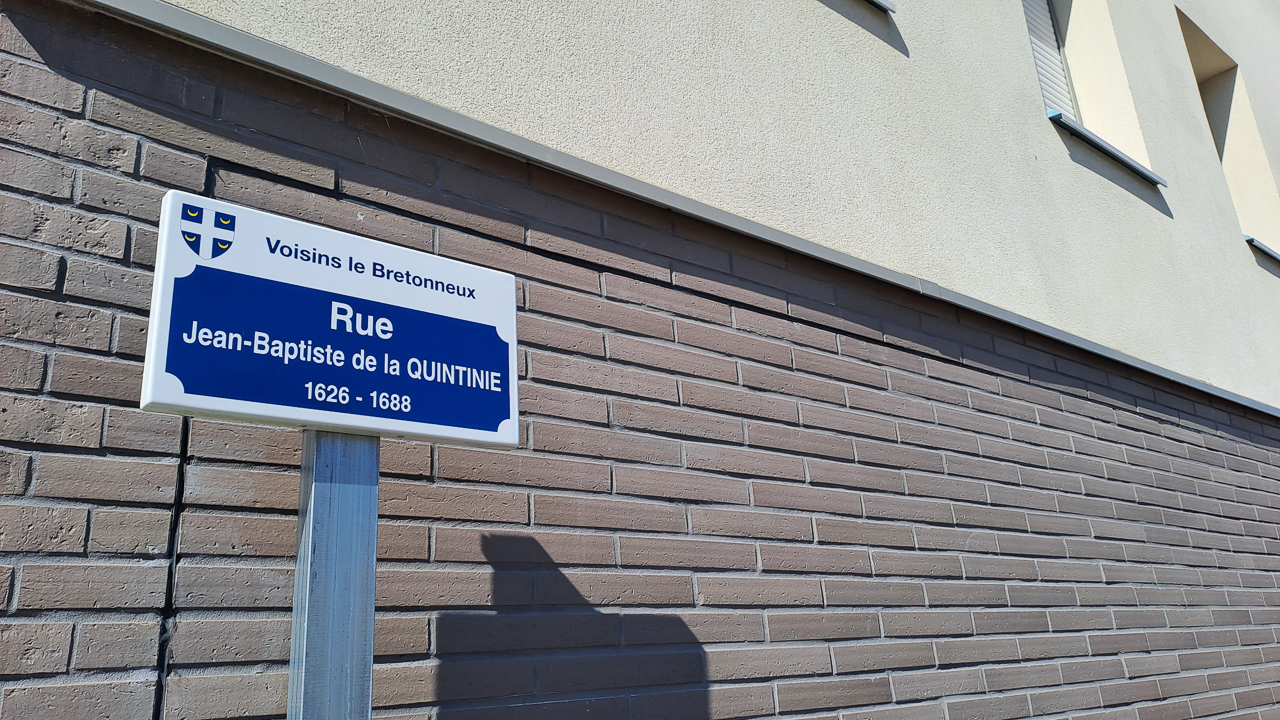 Voisins le Bretonneux
Rue
Jean-Baptiste de la QUINTINIE
1626 - 1688